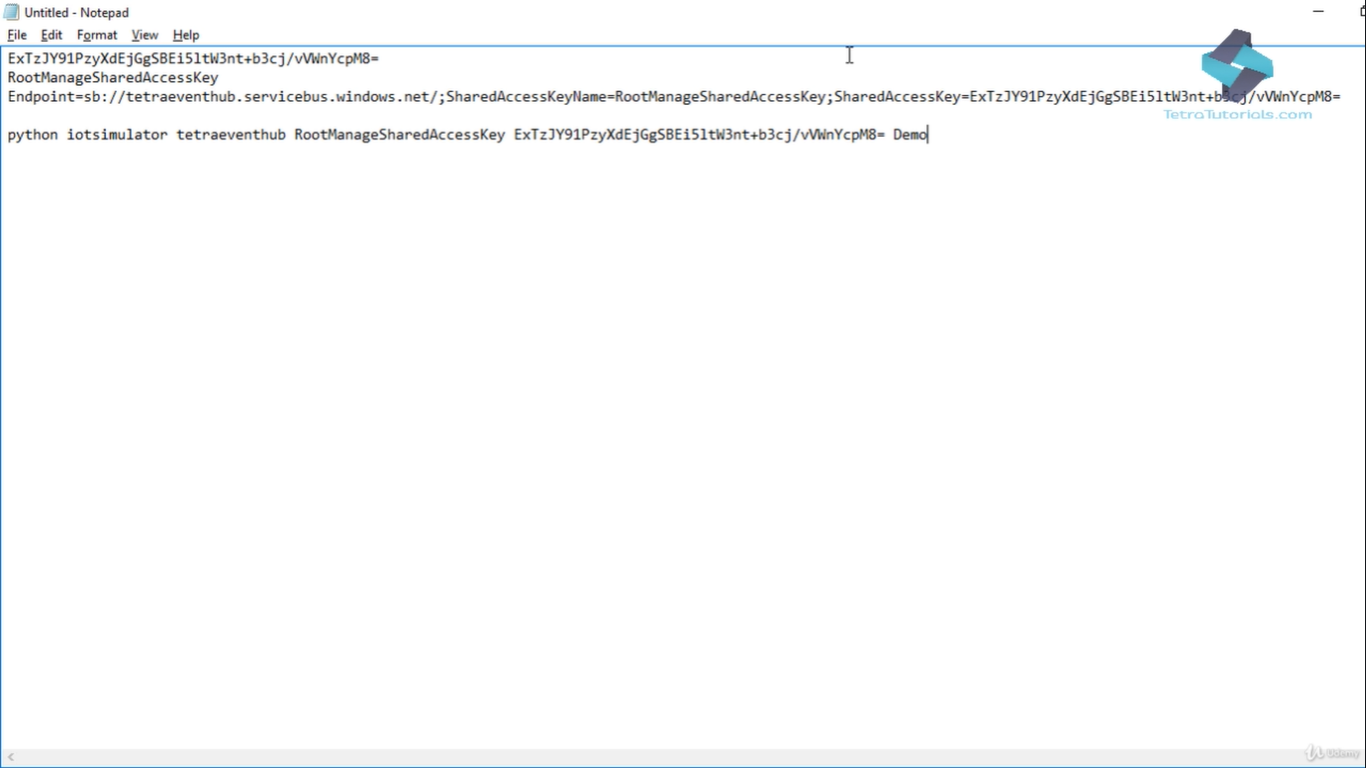 Untitled - Notepad
File Edit Format View Help
ExTzJY91PzyXdEjGgSBEi5ltW3nt+b3cj/vVWnYcpM8=
RootManageSharedAccessKey
Endpoint=sb://tetraeventhub.servicebus.windows.net/;SharedAccessKeyName=RootManageSharedAccessKey;SharedAccessKey=ExTzJY91PzyXdEjGgSBEi5ltW3nt+b3cj/vVWnYcpM8=
TetraTutorials.com
python iotsimulator tetraeventhub RootManageSharedAccessKey ExTzJY91PzyXdEjGgSBEi5ltW3nt+b3cj/vVWnYcpM8= Demo
Udemy